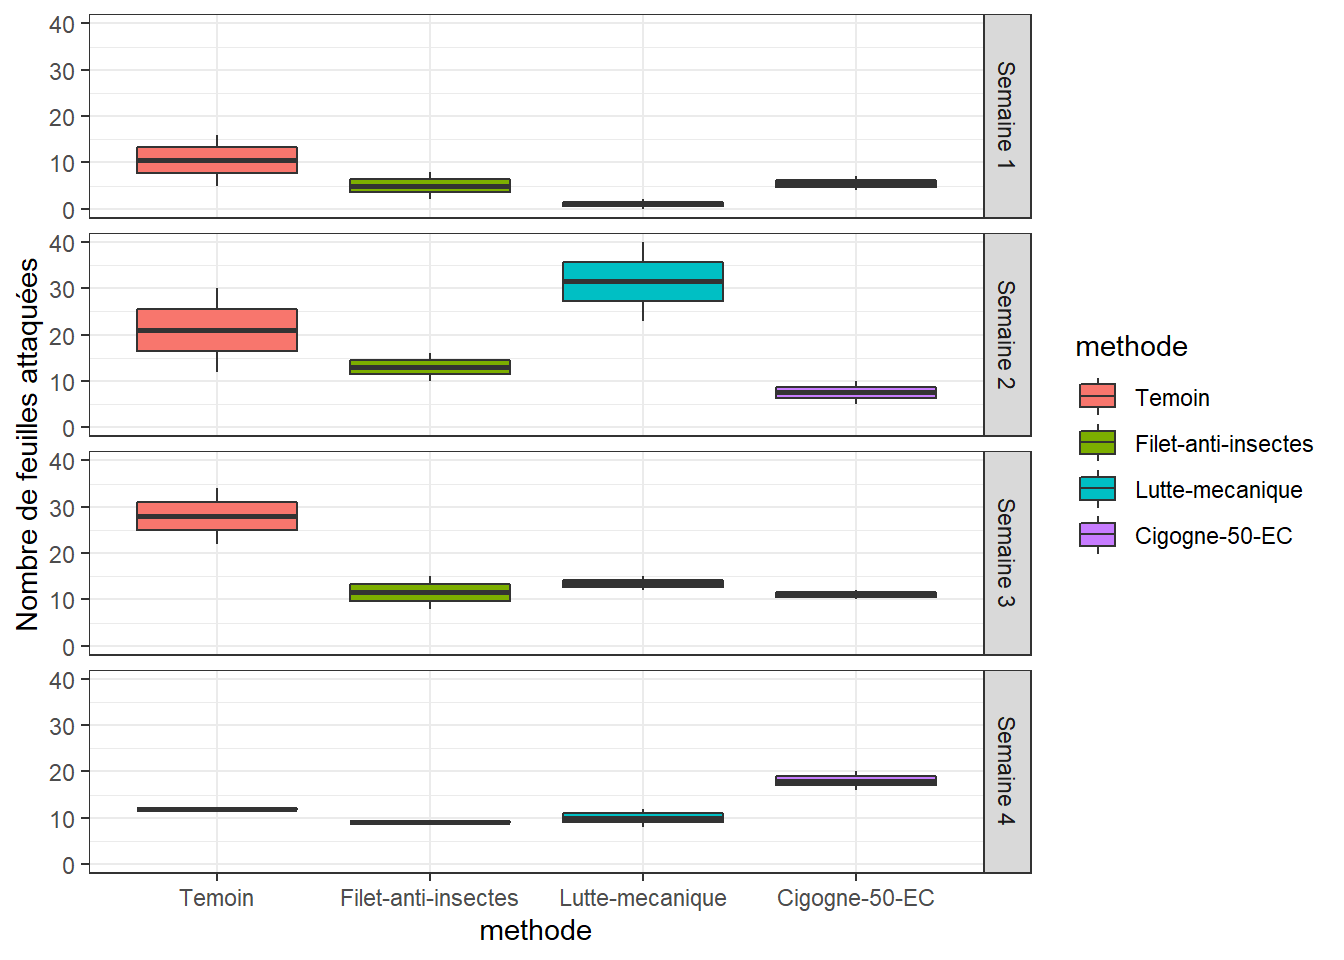 Nombre de feuilles attaquées
40
30
20
10
0
Semaine 1
40
30
20
10
0
Semaine 2
40
30
20
10
0
Semaine 3
40
30
20
10
0
Semaine 4
Temoin
Filet-anti-insectes
Lutte-mecanique
Cigogne-50-EC
methode
methode
Temoin
Filet-anti-insectes
Lutte-mecanique
Cigogne-50-EC